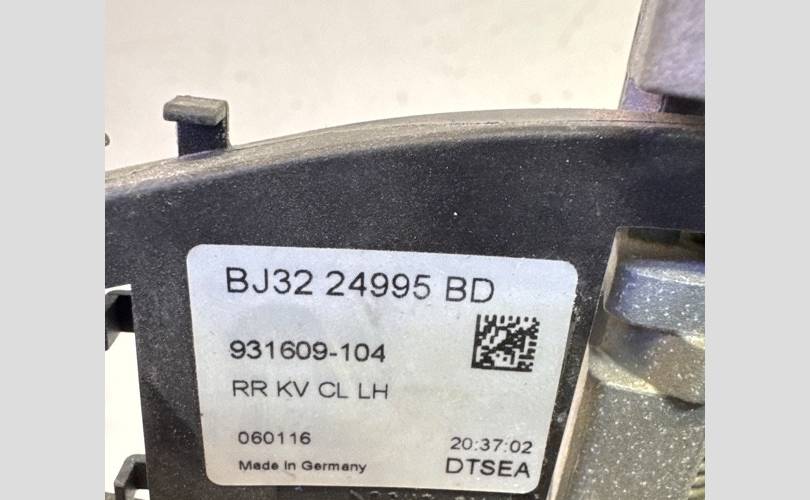 BJ32 24995 BD
931609-104
RR KV CL LH
060116
20:37:02
Made In Germany
DTSEA